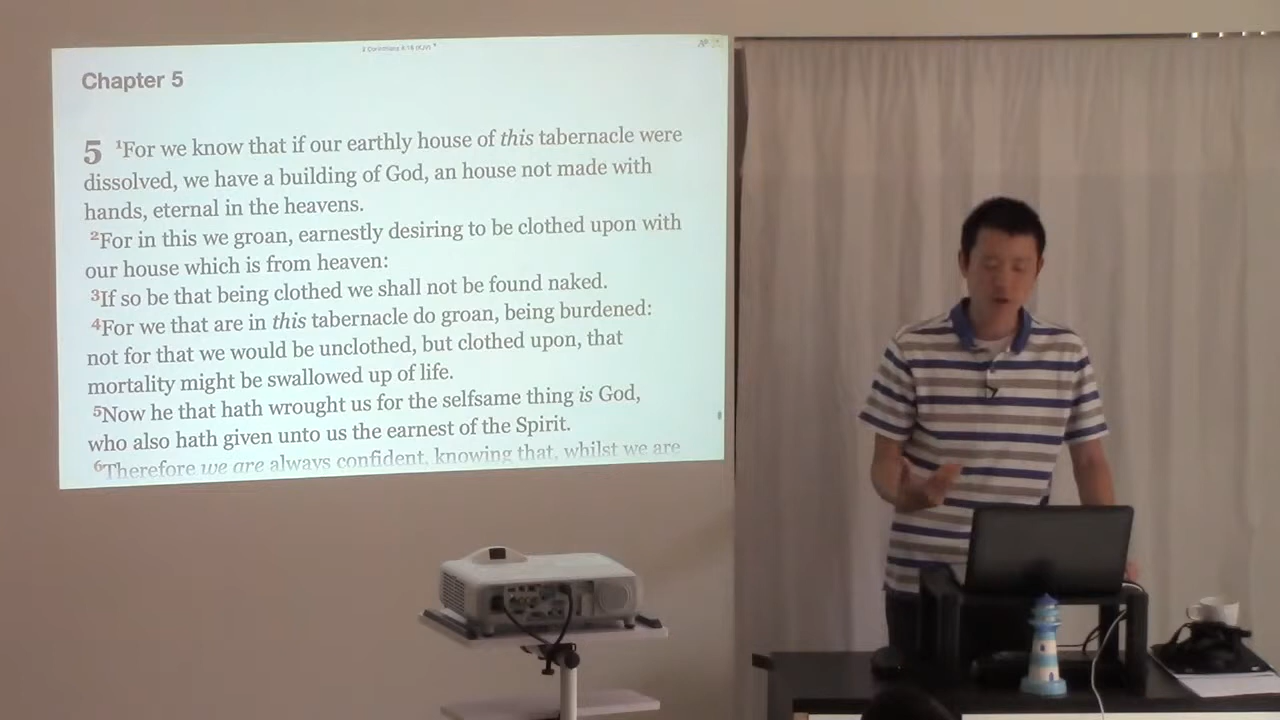 2 Corinthians 4:18 (KJV)
Chapter 5
5 1For we know that if our earthly house of this tabernacle were
dissolved, we have a building of God, an house not made with
hands, eternal in the heavens.
2For in this we groan, earnestly desiring to be clothed upon with
our house which is from heaven:
3If so be that being clothed we shall not be found naked.
4For we that are in this tabernacle do groan, being burdened:
not for that we would be unclothed, but clothed upon, that
mortality might be swallowed up of life.
5Now he that hath wrought us for the selfsame thing is God,
who also hath given unto us the earnest of the Spirit.
6Therefore we are always confident, knowing that, whilst we are